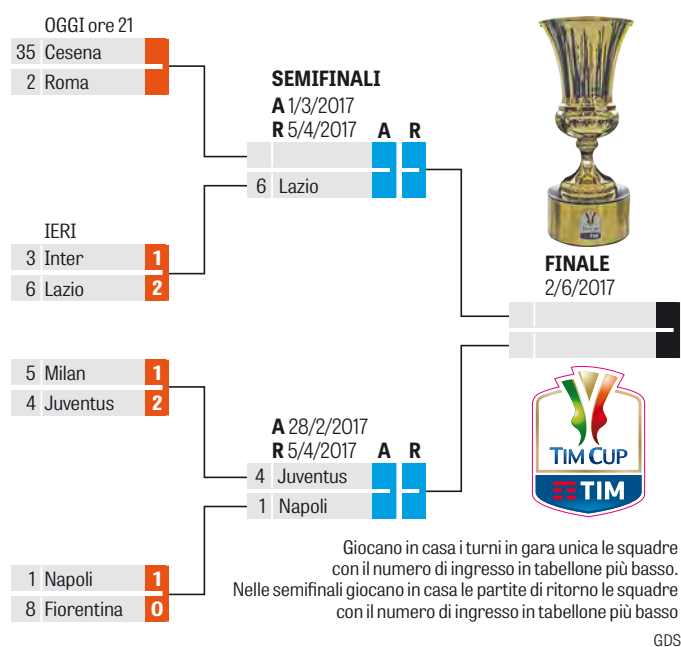 OGGI ore 21
35 Cesena
2 Roma
SEMIFINALI
A 1/3/2017
R 5/4/2017 A R
6 Lazio
IERI
3 Inter 1
6 Lazio 2
TIM
FINALE
2/6/2017
5 Milan 1
4 Juventus 2
A 28/2/2017
R 5/4/2017 A R
4 Juventus
1 Napoli
TIM CUP
TIM
1 Napoli 1
8 Fiorentina 0
Giocano in casa i turni in gara unica le squadre
con il numero di ingresso in tabellone più basso.
Nelle semifinali giocano in casa le partite di ritorno le squadre
con il numero di ingresso in tabellone più basso
GDS